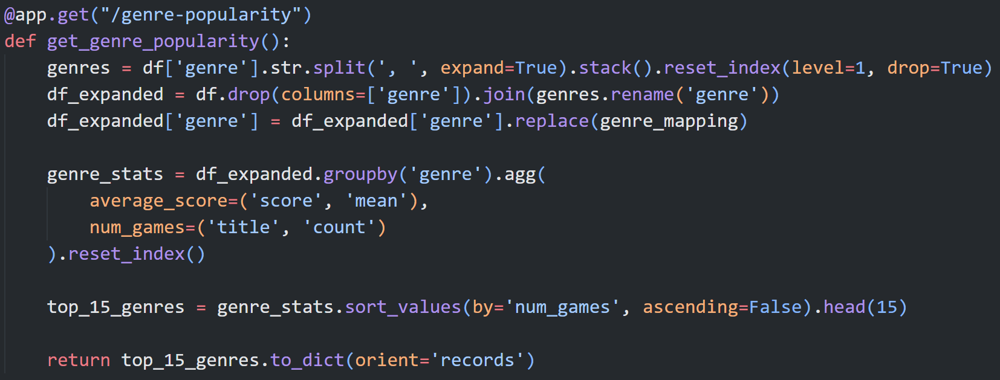 @app.get("/genre-popularity")
def get_genre_popularity():
    genres = df['genre'].str.split(', ', expand=True).stack().reset_index(level=1, drop=True)
    df_expanded = df.drop(columns=['genre']).join(genres.rename('genre'))
    df_expanded['genre'] = df_expanded['genre'].replace(genre_mapping)

    genre_stats = df_expanded.groupby('genre').agg(
        average_score=('score', 'mean'),
        num_games=('title', 'count')
    ).reset_index()

    top_15_genres = genre_stats.sort_values(by='num_games', ascending=False).head(15)

    return top_15_genres.to_dict(orient='records')